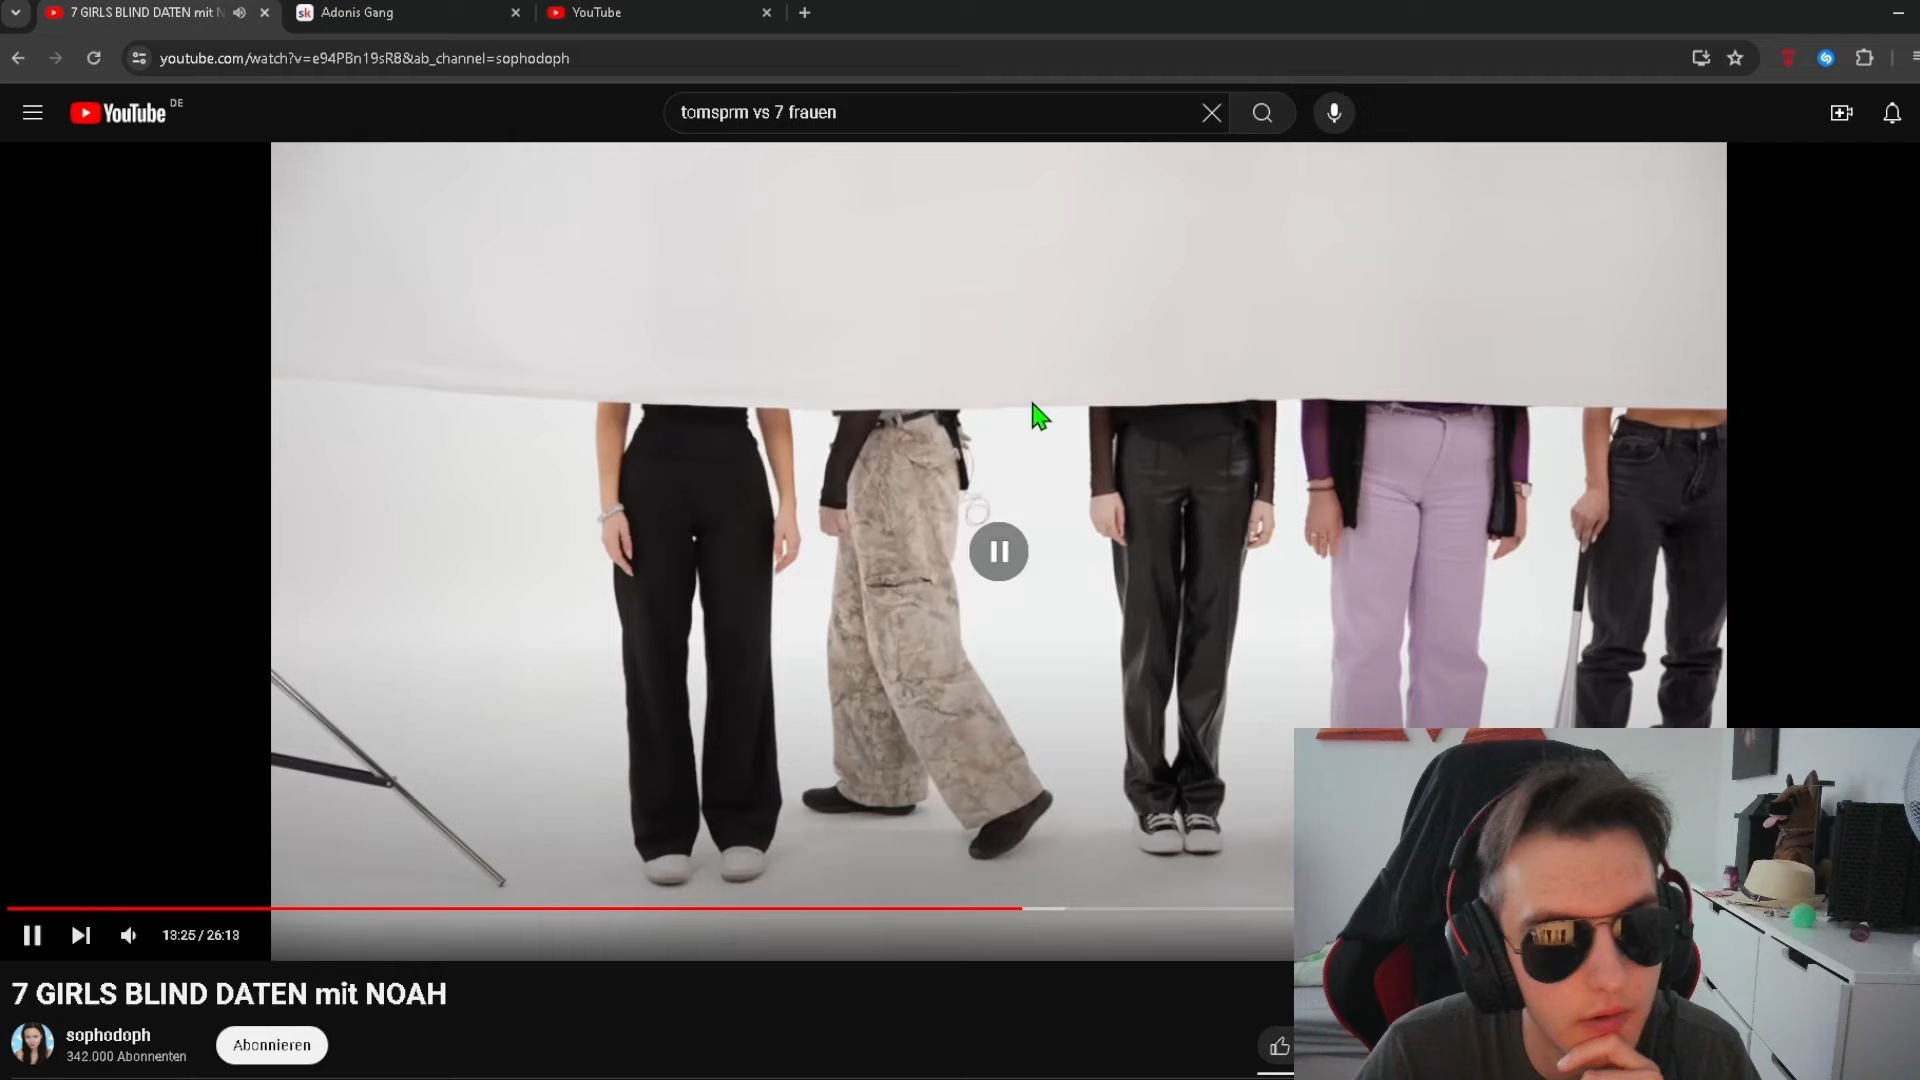 7 GIRLS BLIND DATEN mit N
Adonis Gang
YouTube
youtube.com/watch?v=e94PBn19sR8&ab_channel=sophodoph
YouTube DE
tomsprm vs 7 frauen
13:25 / 26:13
7 GIRLS BLIND DATEN mit NOAH
sophodoph
342.000 Abonnenten
Abonnieren